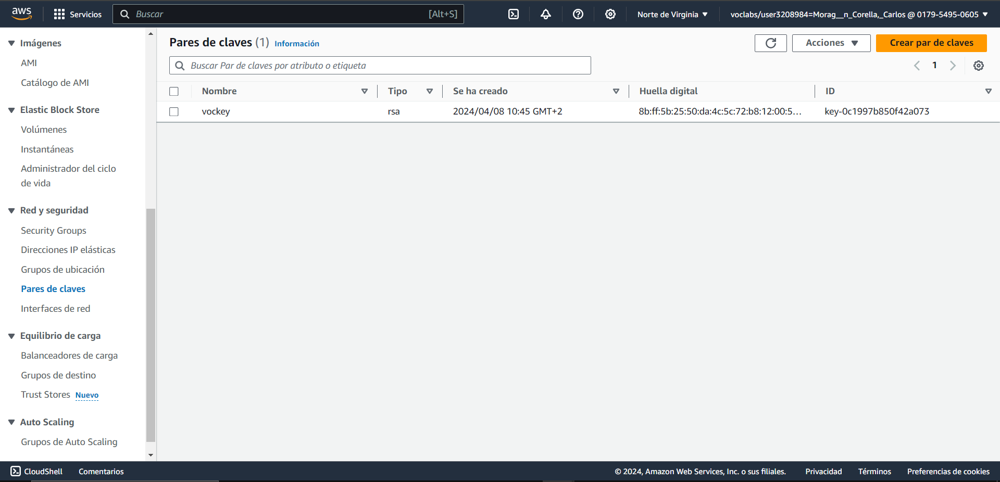 aws
Servicios
Buscar
[Alt+S]
Norte de Virginia
voclabs/user3208984=Morag__n_Corella,_Carlos @ 0179-5495-0605
Imágenes
AMI
Catálogo de AMI
Elastic Block Store
Volúmenes
Instantáneas
Administrador del ciclo
de vida
Red y seguridad
Security Groups
Direcciones IP elásticas
Grupos de ubicación
Pares de claves
Interfaces de red
Equilibrio de carga
Balanceadores de carga
Grupos de destino
Trust Stores Nuevo
Auto Scaling
Grupos de Auto Scaling
Pares de claves (1) Información
Acciones
Crear par de claves
Buscar Par de claves por atributo o etiqueta
1
Nombre Tipo Se ha creado Huella digital ID
vockey rsa 2024/04/08 10:45 GMT+2 8b:ff:5b:25:50:da:4c:5c:72:b8:12:00:5... key-0c1997b850f42a073
CloudShell Comentarios © 2024, Amazon Web Services, Inc. o sus filiales. Privacidad Términos Preferencias de cookies